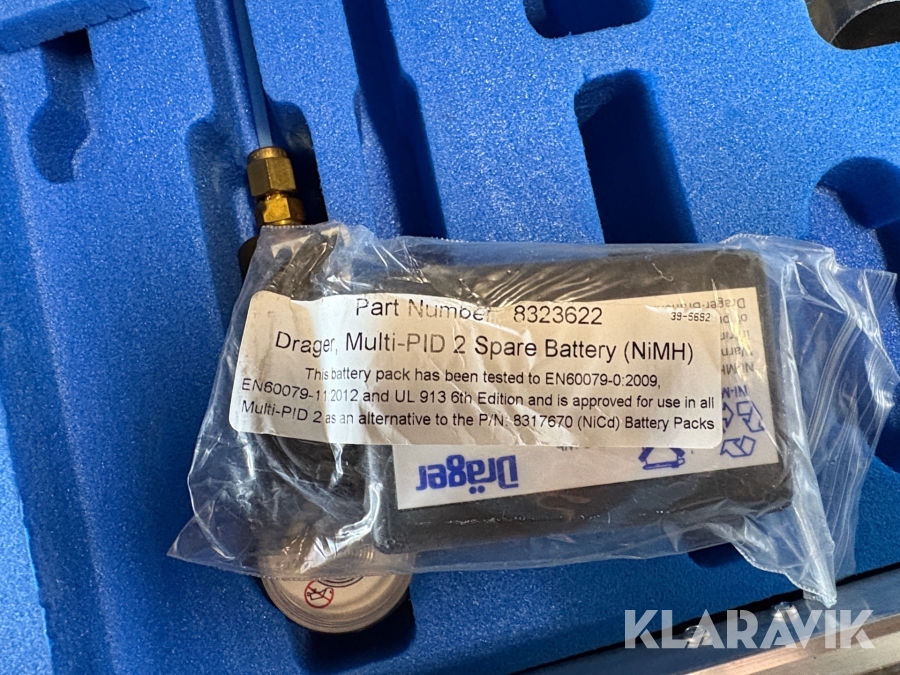 Part Number: 8323622
39-5692
Drager, Multi-PID 2 Spare Battery (NiMH)
This battery pack has been tested to EN60079-0:2009,
EN60079-11:2012 and UL 913 6th Edition and is approved for use in all
Multi-PID 2 as an alternative to the P/N: 8317670 (NiCd) Battery Packs
Dräger
KLARAVIK